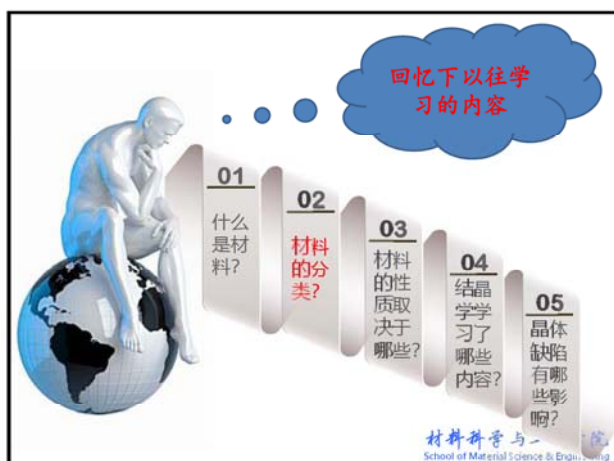 回忆下以往学
习的内容
01
什么
是材
料?
02
材料
的分
类?
03
材料
的性
质取
决于
哪些?
04
结晶
学学
习了
哪些
内容?
05
晶体
缺陷
有哪
些影
响?
材料科学与工 院
School of Material Science & Engineering